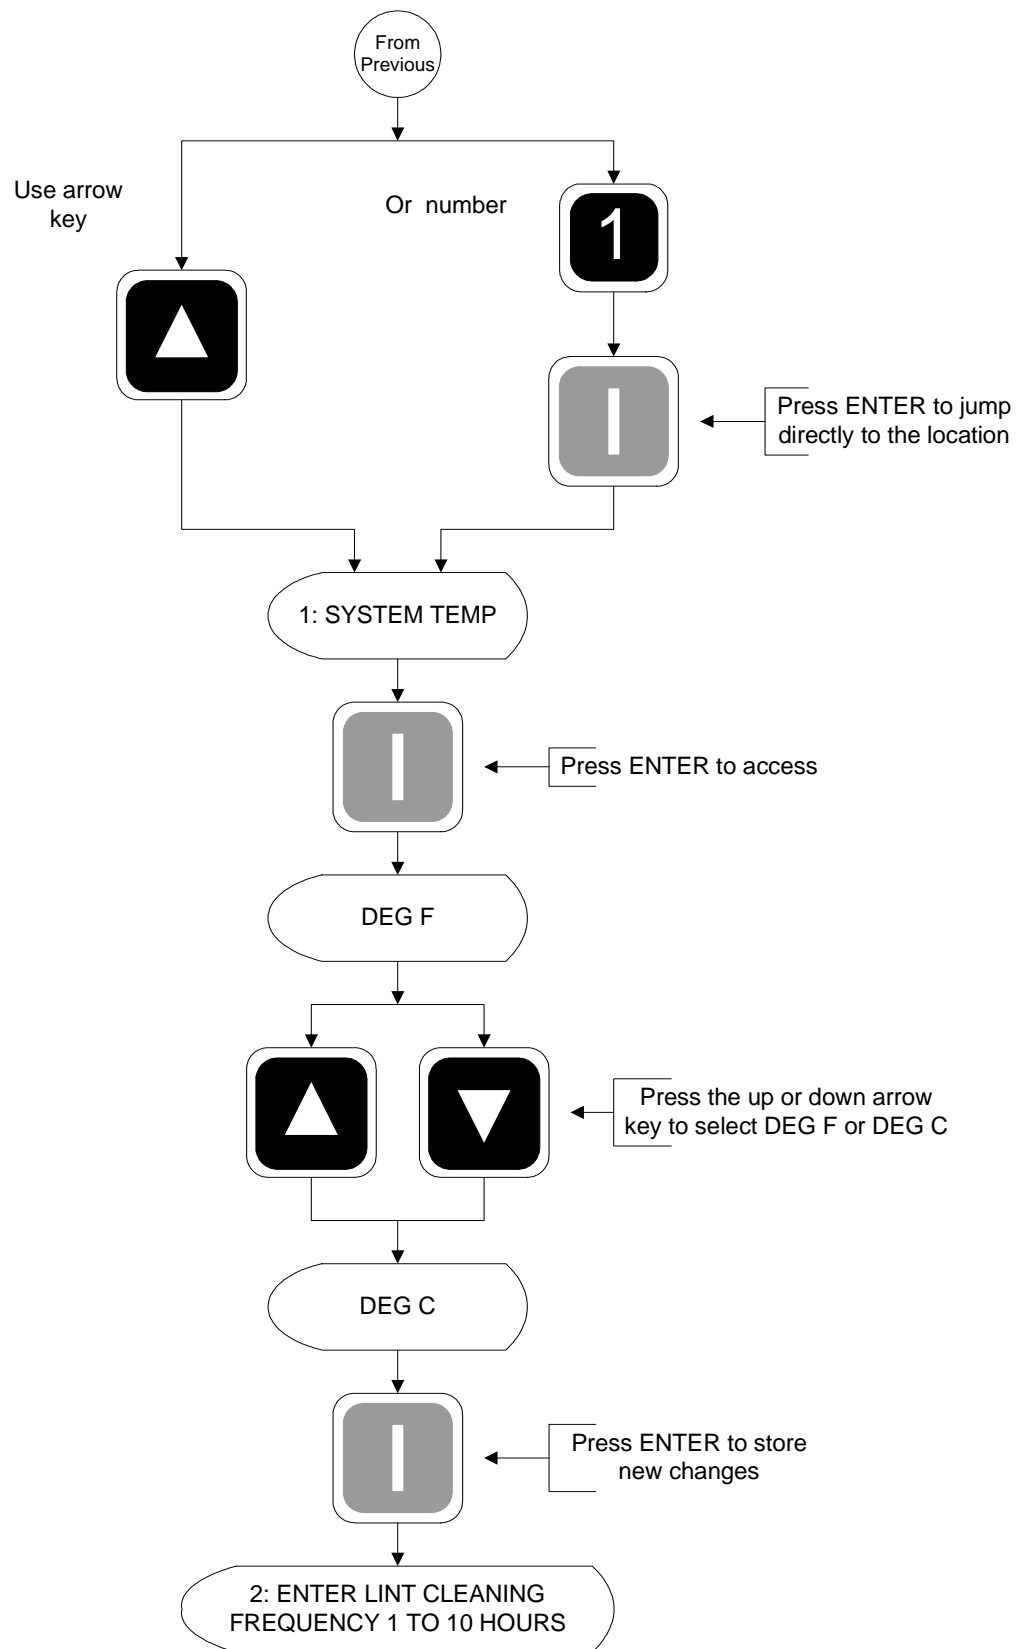 From
Previous
Use arrow
key
Or number
1
Press ENTER to jump
directly to the location
1: SYSTEM TEMP
Press ENTER to access
DEG F
Press the up or down arrow
key to select DEG F or DEG C
DEG C
Press ENTER to store
new changes
2: ENTER LINT CLEANING
FREQUENCY 1 TO 10 HOURS